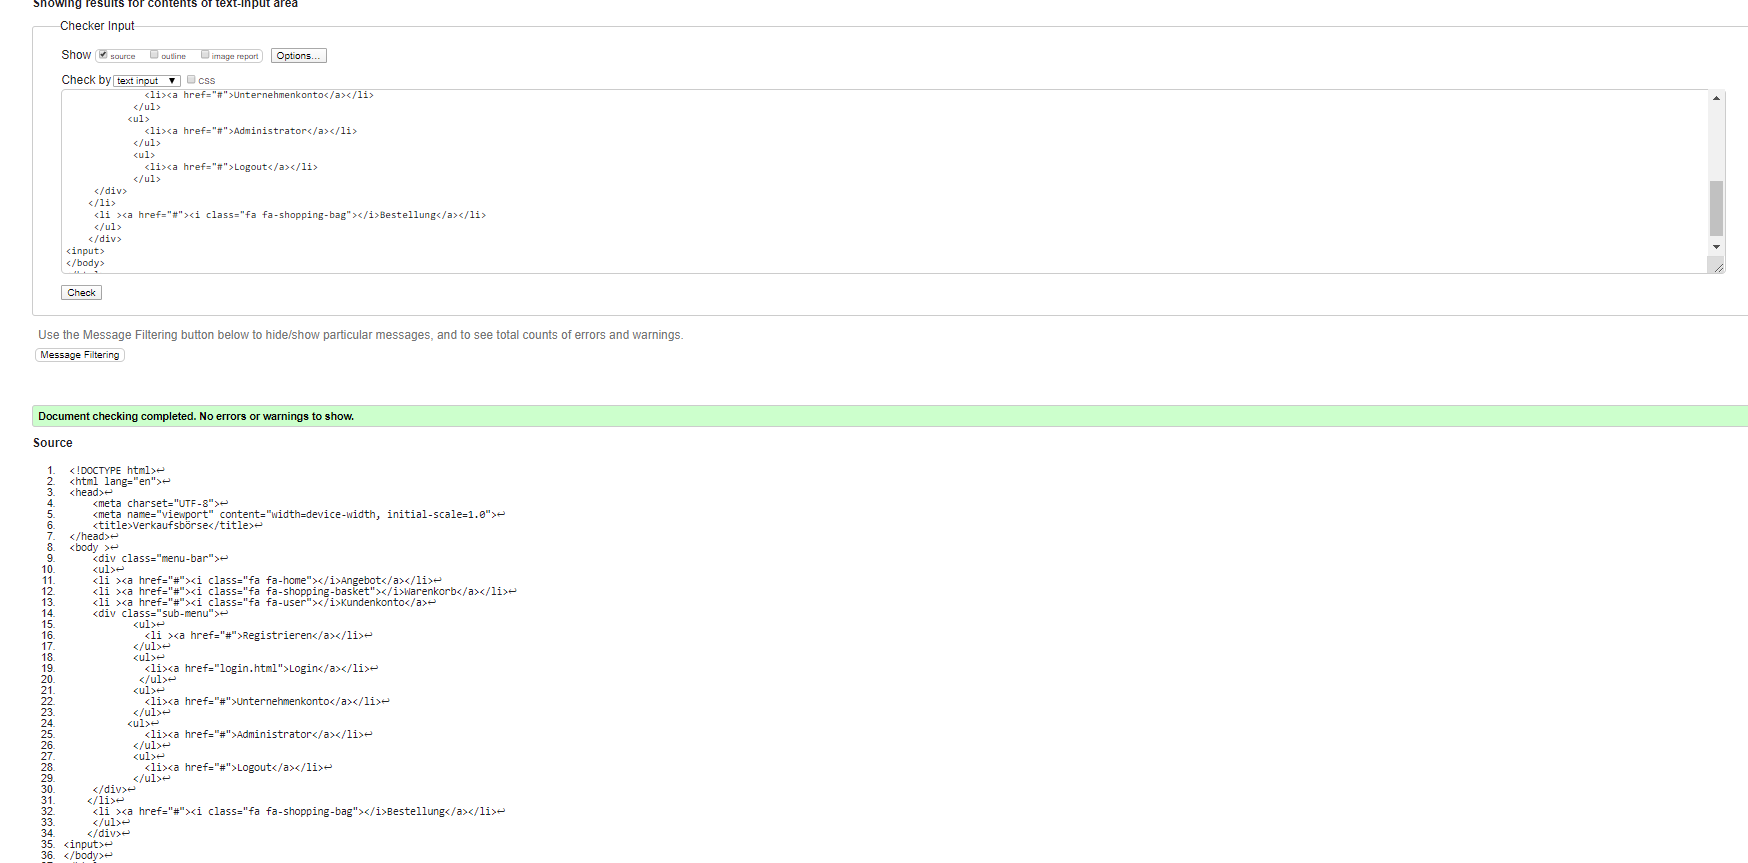 Showing results for contents of text-input area
Checker Input
Show source outline image report Options...
Check by text input ▼ css
<li><a href="#">Unternehmenkonto</a></li>
</ul>
<ul>
<li><a href="#">Administrator</a></li>
</ul>
<ul>
<li><a href="#">Logout</a></li>
</ul>
</div>
</li>
<li ><a href="#"><i class="fa fa-shopping-bag"></i>Bestellung</a></li>
</ul>
</div>
<input>
</body>
Check
Use the Message Filtering button below to hide/show particular messages, and to see total counts of errors and warnings.
Message Filtering
Document checking completed. No errors or warnings to show.
Source
1. <!DOCTYPE html>↩
2. <html lang="en">↩
3. <head>↩
4. <meta charset="UTF-8">↩
5. <meta name="viewport" content="width=device-width, initial-scale=1.0">↩
6. <title>Verkaufsbörse</title>↩
7. </head>↩
8. <body >↩
9. <div class="menu-bar">↩
10. <ul>↩
11. <li ><a href="#"><i class="fa fa-home"></i>Angebot</a></li>↩
12. <li ><a href="#"><i class="fa fa-shopping-basket"></i>Warenkorb</a></li>↩
13. <li ><a href="#"><i class="fa fa-user"></i>Kundenkonto</a>↩
14. <div class="sub-menu">↩
15. <ul>↩
16. <li ><a href="#">Registrieren</a></li>↩
17. </ul>↩
18. <ul>↩
19. <li><a href="login.html">Login</a></li>↩
20. </ul>↩
21. <ul>↩
22. <li><a href="#">Unternehmenkonto</a></li>↩
23. </ul>↩
24. <ul>↩
25. <li><a href="#">Administrator</a></li>↩
26. </ul>↩
27. <ul>↩
28. <li><a href="#">Logout</a></li>↩
29. </ul>↩
30. </div>↩
31. </li>↩
32. <li ><a href="#"><i class="fa fa-shopping-bag"></i>Bestellung</a></li>↩
33. </ul>↩
34. </div>↩
35. <input>↩
36. </body>↩